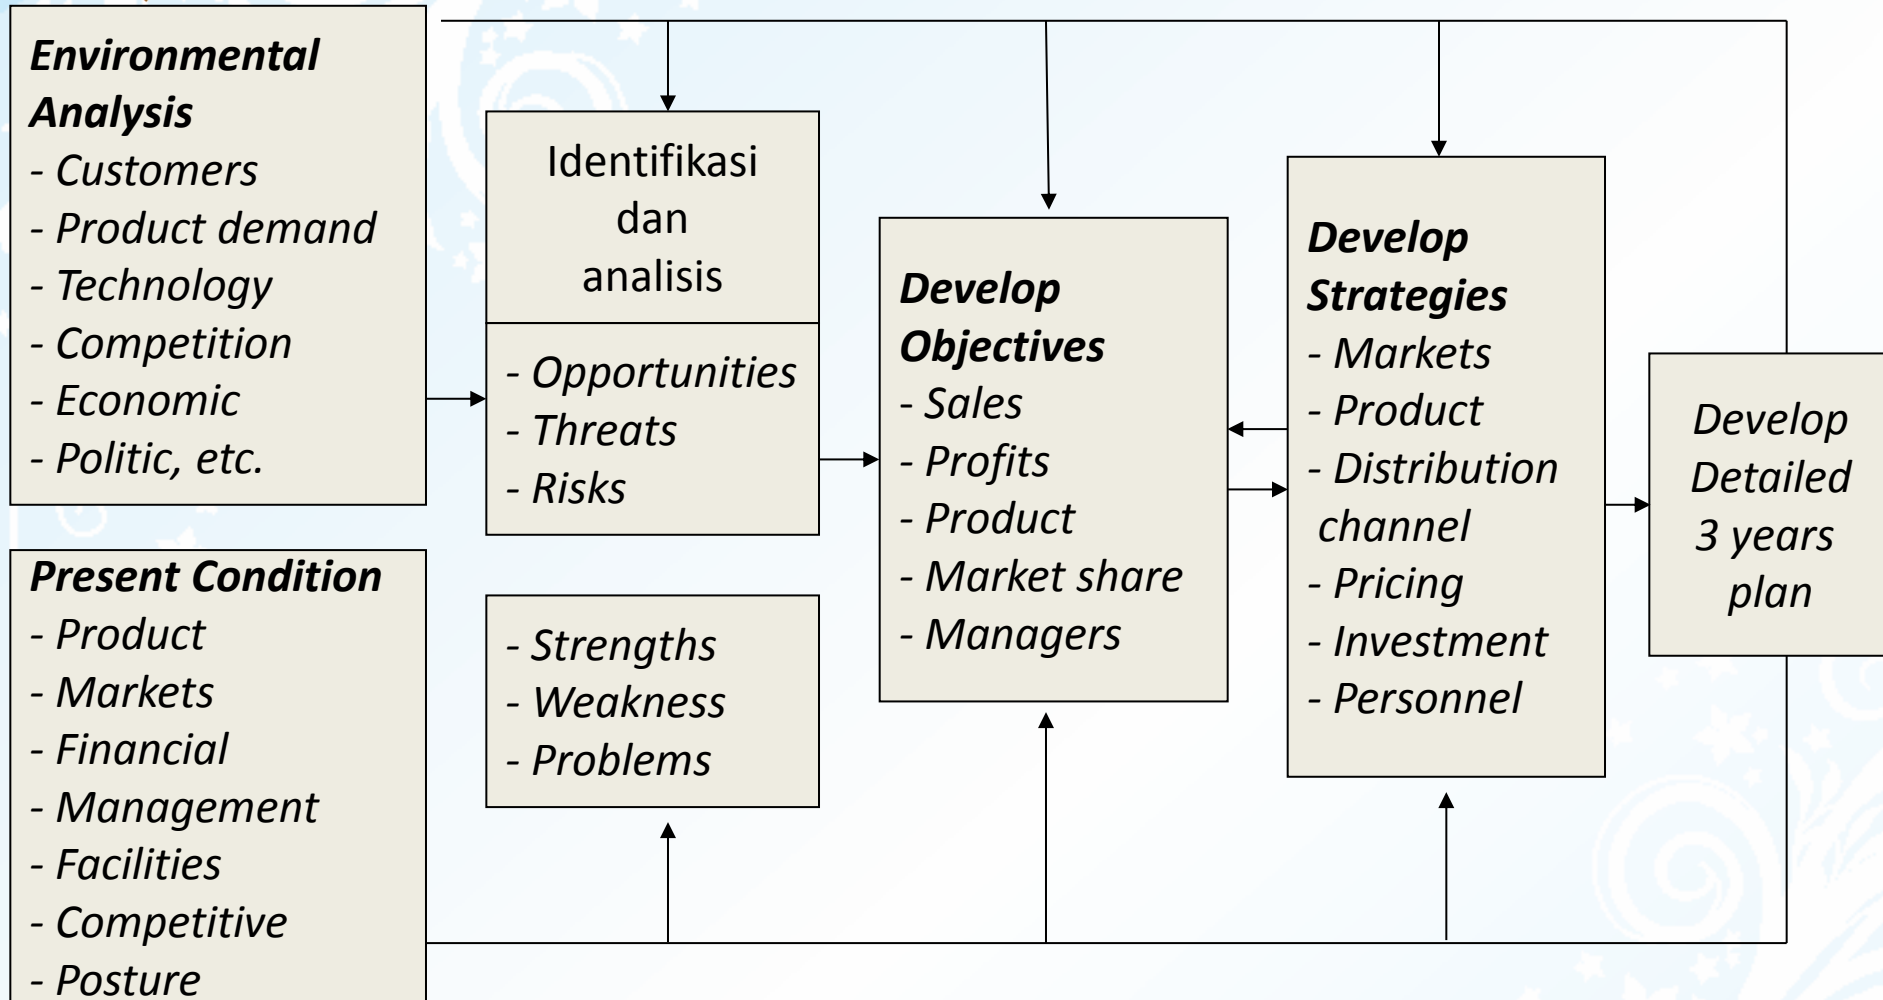 Environmental
Analysis
- Customers
- Product demand
- Technology
- Competition
- Economic
- Politic, etc.
Present Condition
- Product
- Markets
- Financial
- Management
- Facilities
- Competitive
- Posture
Identifikasi
dan
analisis
- Opportunities
- Threats
- Risks
- Strengths
- Weakness
- Problems
Develop
Objectives
- Sales
- Profits
- Product
- Market share
- Managers
Develop
Strategies
- Markets
- Product
- Distribution
channel
- Pricing
- Investment
- Personnel
Develop
Detailed
3 years
plan